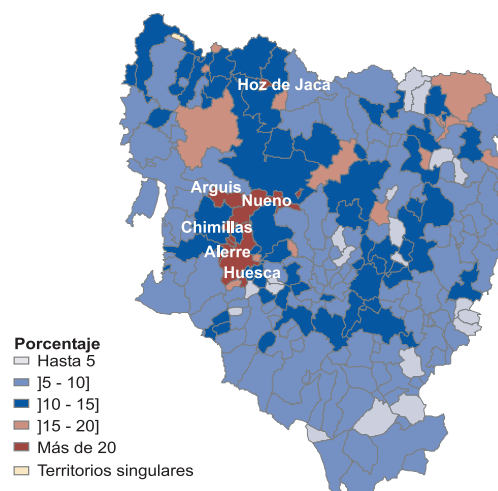 Hoz de Jaca
Arguis
Nueno
Chimillas
Alerre
Huesca
Porcentaje
Hasta 5
]5 - 10]
]10 - 15]
]15 - 20]
Más de 20
Territorios singulares